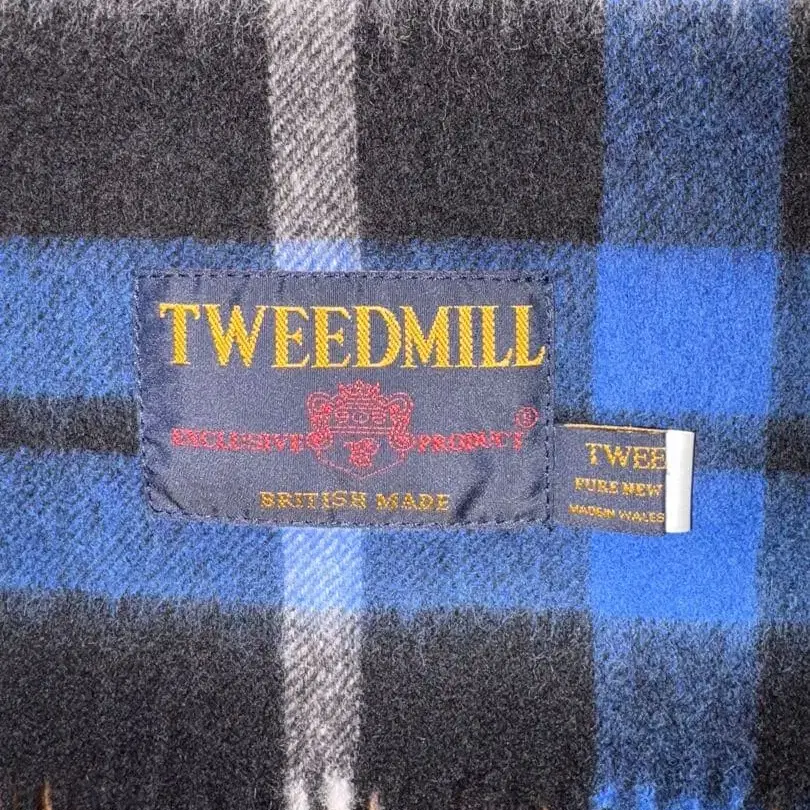 TWEEDMILL
EXCLUSIVE PRODUCT ®
BRITISH MADE
TWEE
PURE NEW
MADE IN WALES